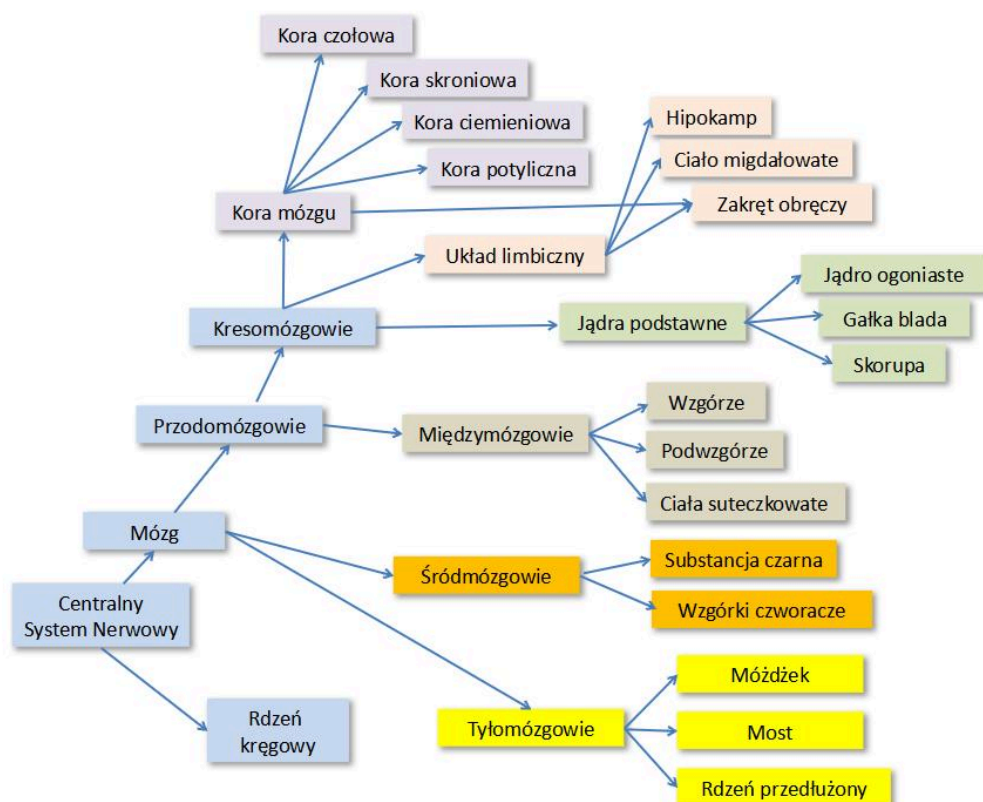 Kora czołowa
Kora skroniowa
Kora ciemieniowa
Kora potyliczna
Hipokamp
Ciało migdałowate
Zakręt obręczy
Kora mózgu
Układ limbiczny
Jądro ogoniaste
Gałka blada
Skorupa
Kresomózgowie
Jądra podstawne
Wzgórze
Podwzgórze
Ciała suteczkowate
Przodomózgowie
Międzymózgowie
Mózg
Śródmózgowie
Substancja czarna
Wzgórki czworacze
Centralny
System Nerwowy
Móżdżek
Most
Rdzeń przedłużony
Tyłomózgowie
Rdzeń
kręgowy